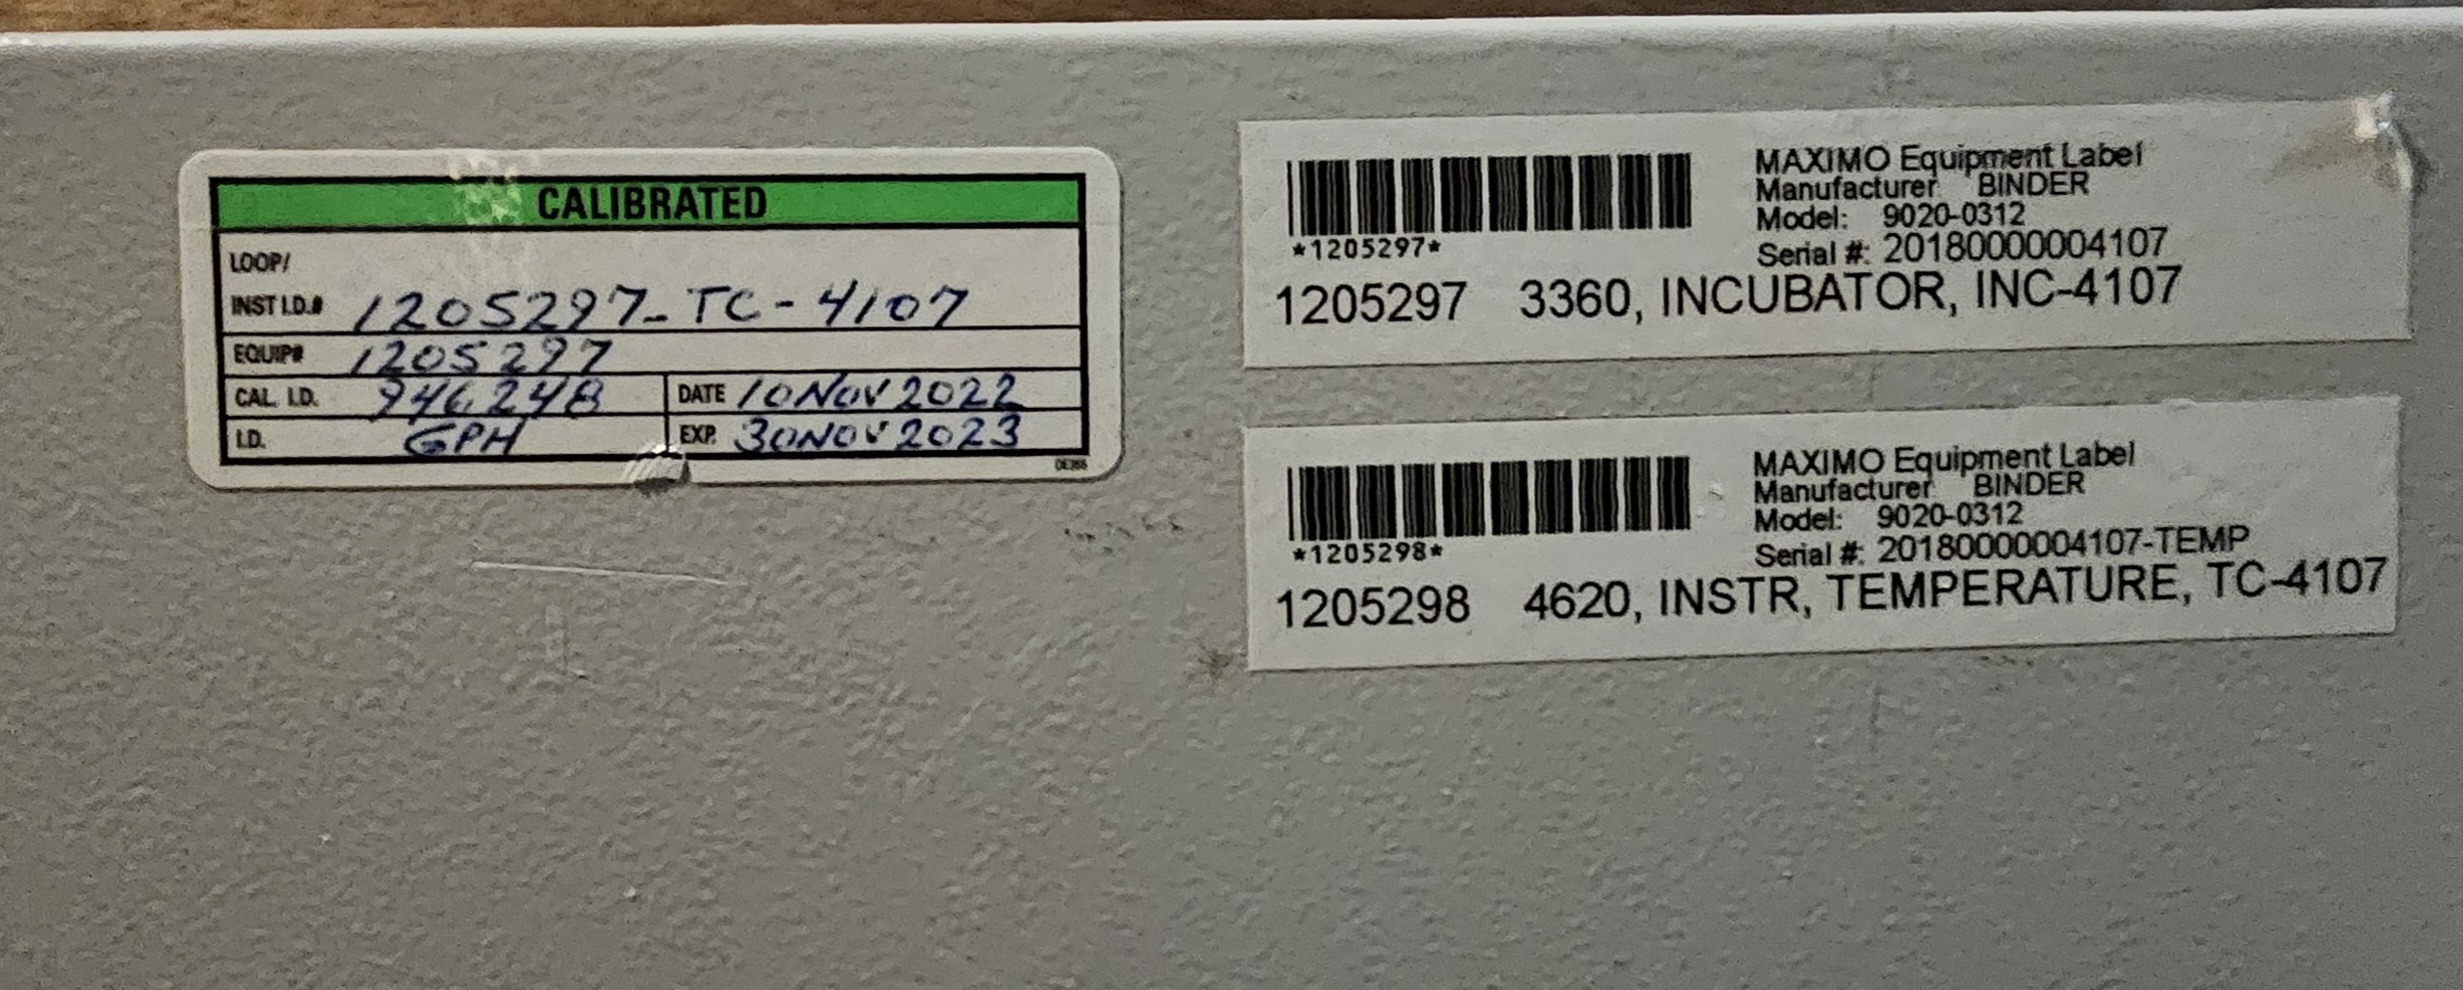 CALIBRATED
LOOP/
INST I.D.# 1205297-TC-4107
EQUIP# 1205297
CAL. I.D. 946248 DATE 10NOV2022
I.D. GPH EXP. 30NOV2023
MAXIMO Equipment Label
Manufacturer BINDER
Model: 9020-0312
*1205297* Serial #: 20180000004107
1205297 3360, INCUBATOR, INC-4107
MAXIMO Equipment Label
Manufacturer BINDER
Model: 9020-0312
*1205298* Serial #: 20180000004107-TEMP
1205298 4620, INSTR, TEMPERATURE, TC-4107